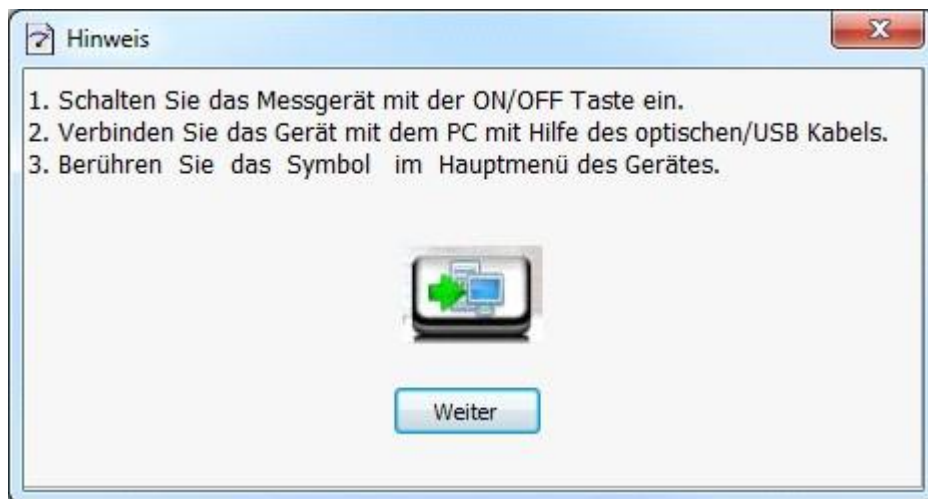 Hinweis
1. Schalten Sie das Messgerät mit der ON/OFF Taste ein.
2. Verbinden Sie das Gerät mit dem PC mit Hilfe des optischen/USB Kabels.
3. Berühren Sie das Symbol im Hauptmenü des Gerätes.
Weiter